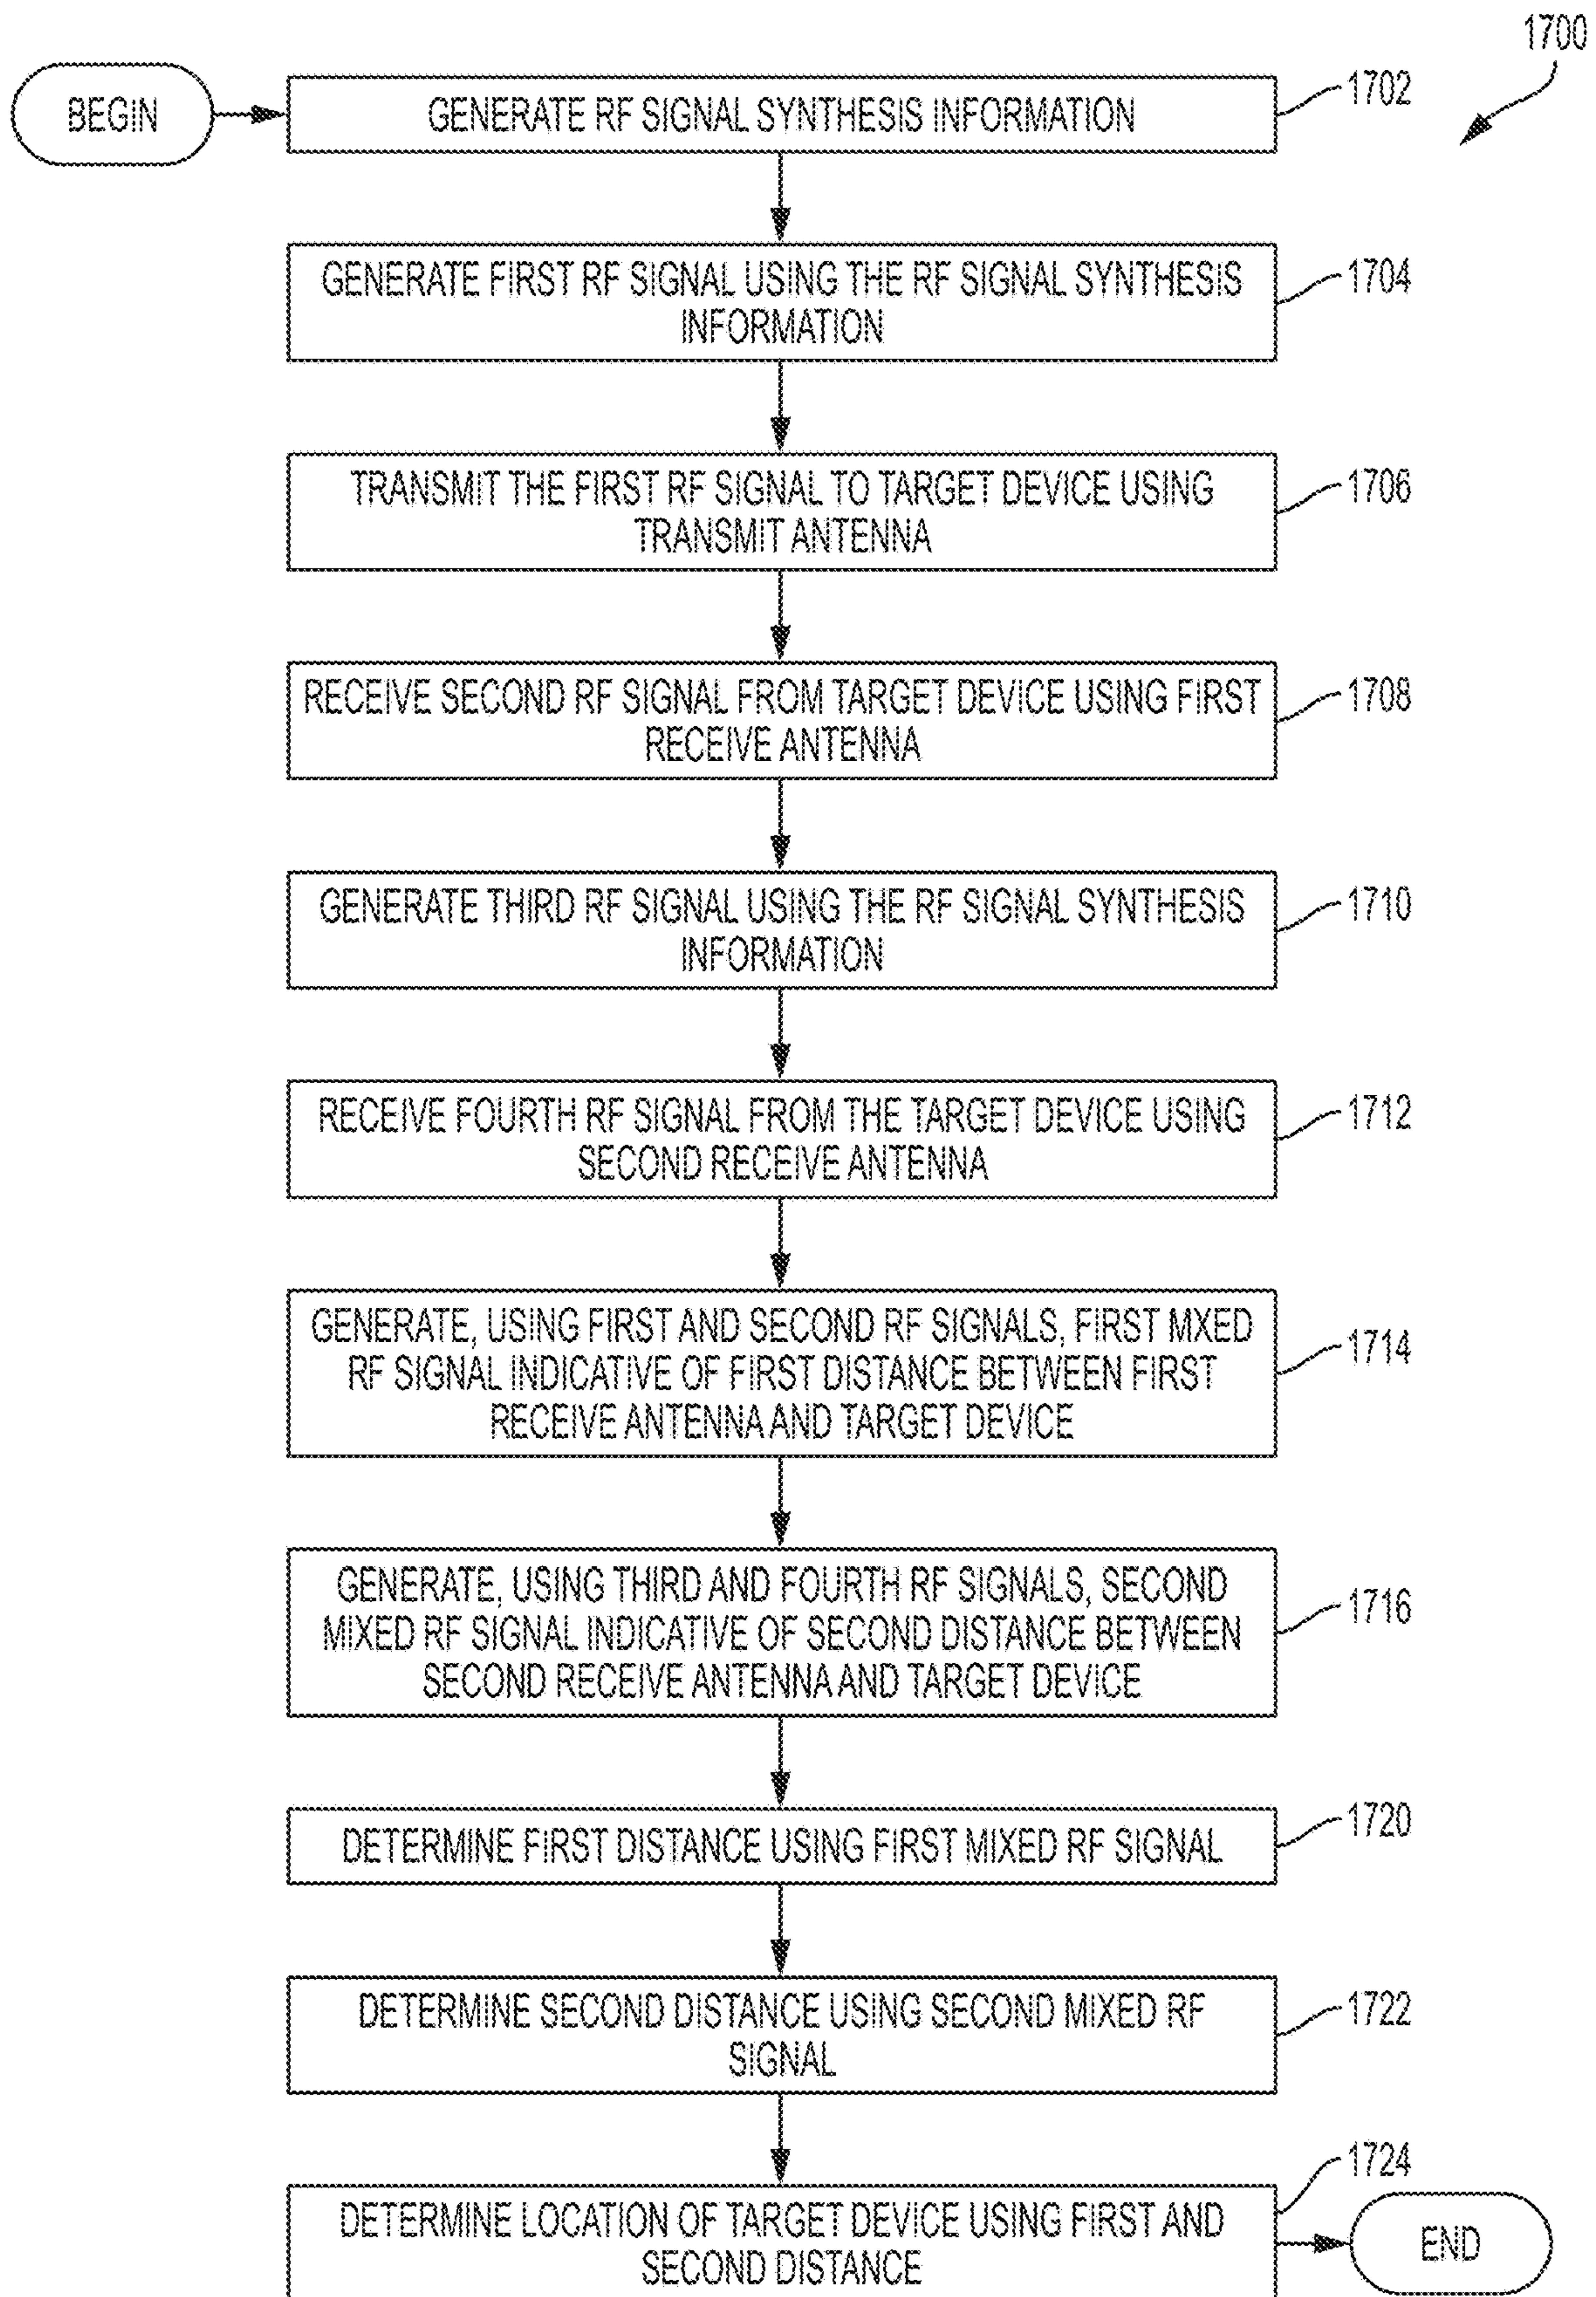 1700
BEGIN
GENERATE RF SIGNAL SYNTHESIS INFORMATION
1702
GENERATE FIRST RF SIGNAL USING THE RF SIGNAL SYNTHESIS
INFORMATION
1704
TRANSMIT THE FIRST RF SIGNAL TO TARGET DEVICE USING
TRANSMIT ANTENNA
1706
RECEIVE SECOND RF SIGNAL FROM TARGET DEVICE USING FIRST
RECEIVE ANTENNA
1708
GENERATE THIRD RF SIGNAL USING THE RF SIGNAL SYNTHESIS
INFORMATION
1710
RECEIVE FOURTH RF SIGNAL FROM THE TARGET DEVICE USING
SECOND RECEIVE ANTENNA
1712
GENERATE, USING FIRST AND SECOND RF SIGNALS, FIRST MXED
RF SIGNAL INDICATIVE OF FIRST DISTANCE BETWEEN FIRST
RECEIVE ANTENNA AND TARGET DEVICE
1714
GENERATE, USING THIRD AND FOURTH RF SIGNALS, SECOND
MIXED RF SIGNAL INDICATIVE OF SECOND DISTANCE BETWEEN
SECOND RECEIVE ANTENNA AND TARGET DEVICE
1716
DETERMINE FIRST DISTANCE USING FIRST MIXED RF SIGNAL
1720
DETERMINE SECOND DISTANCE USING SECOND MIXED RF
SIGNAL
1722
DETERMINE LOCATION OF TARGET DEVICE USING FIRST AND
SECOND DISTANCE
1724
END